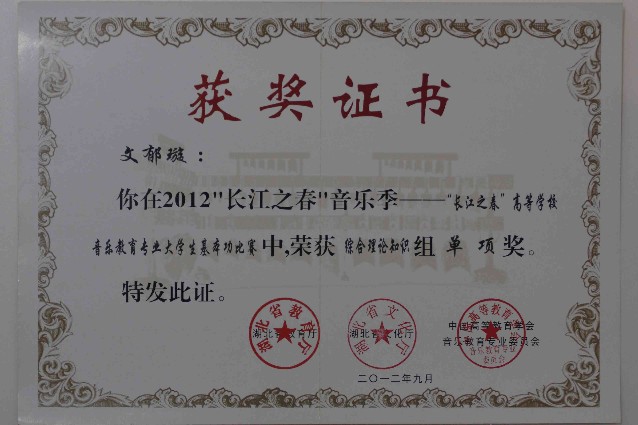 获奖证书
文郁璇：
你在2012"长江之春"音乐季——"长江之春"高等学校
音乐教育专业大学生基本功比赛中,荣获 综合理论知识 组 单 项 奖。
特发此证。
湖北省教育厅 湖北省文化厅 中国高等教育学会
音乐教育专业委员会
二〇一二年九月